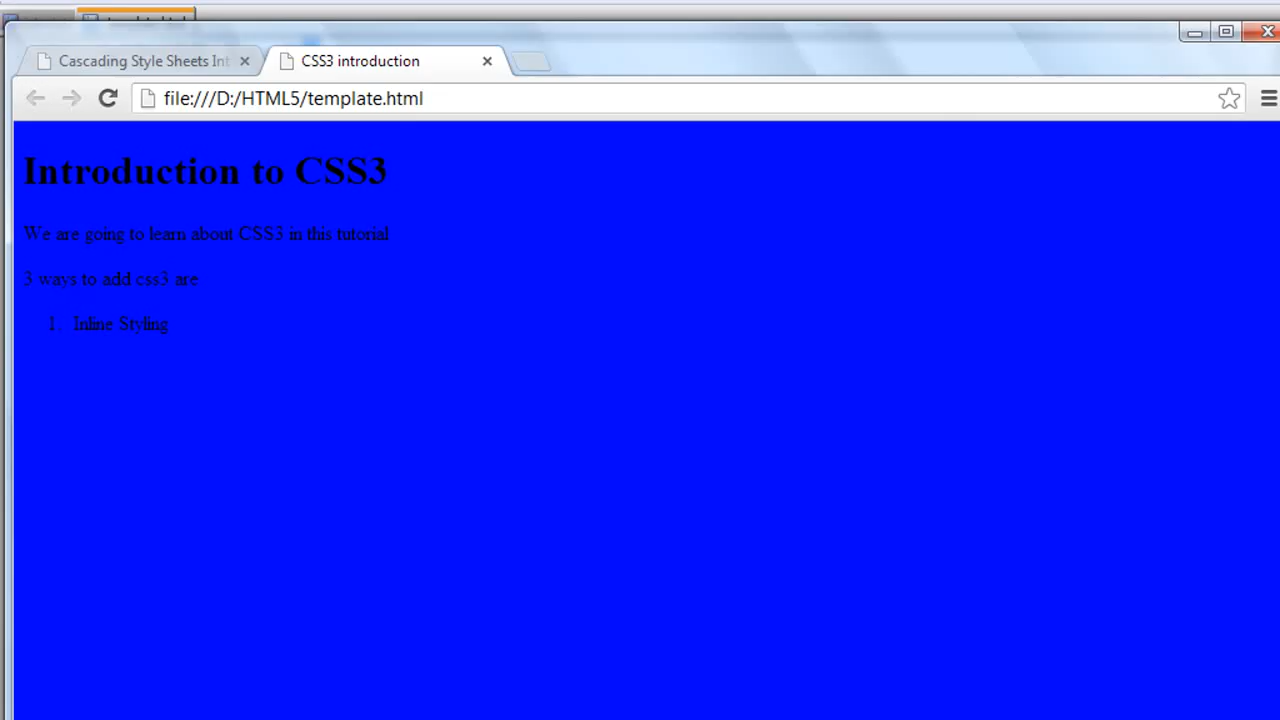 Cascading Style Sheets Int
CSS3 introduction
file:///D:/HTML5/template.html
Introduction to CSS3
We are going to learn about CSS3 in this tutorial
3 ways to add css3 are
1. Inline Styling